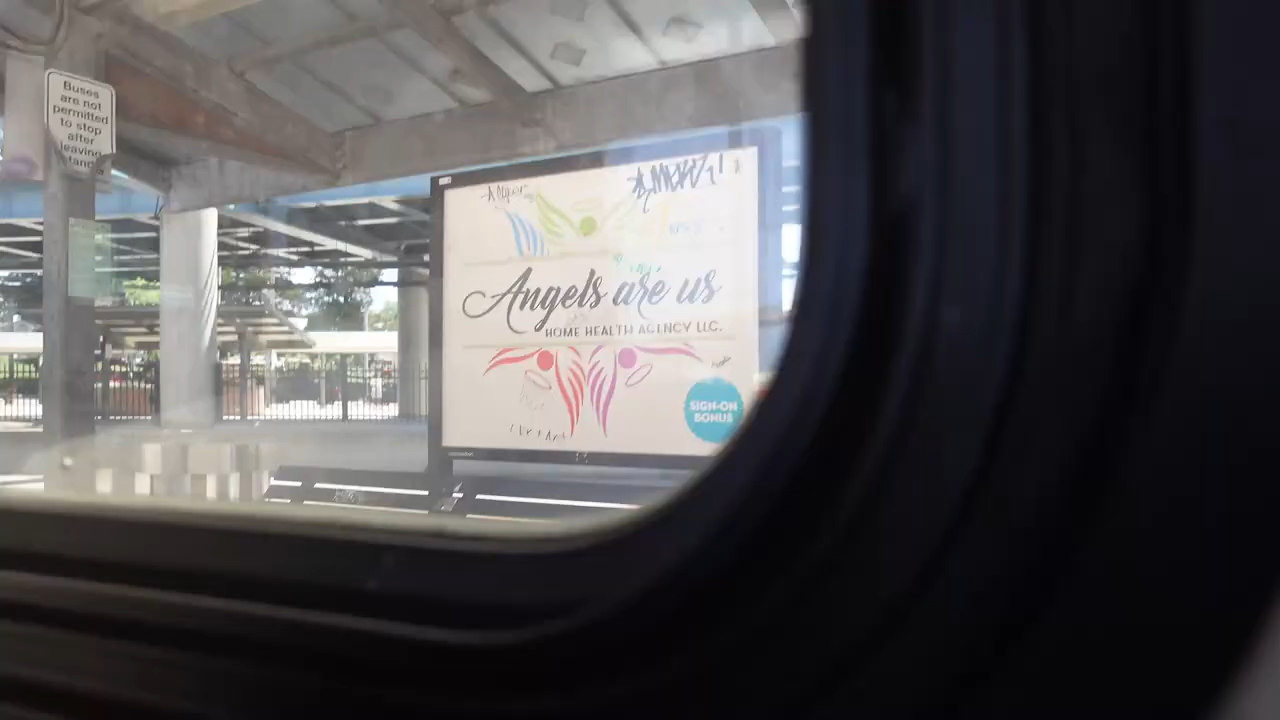 Buses
are not
permitted
to stop
after
leaving
Angels are us
HOME HEALTH AGENCY LLC.
SIGN-ON
BONUS